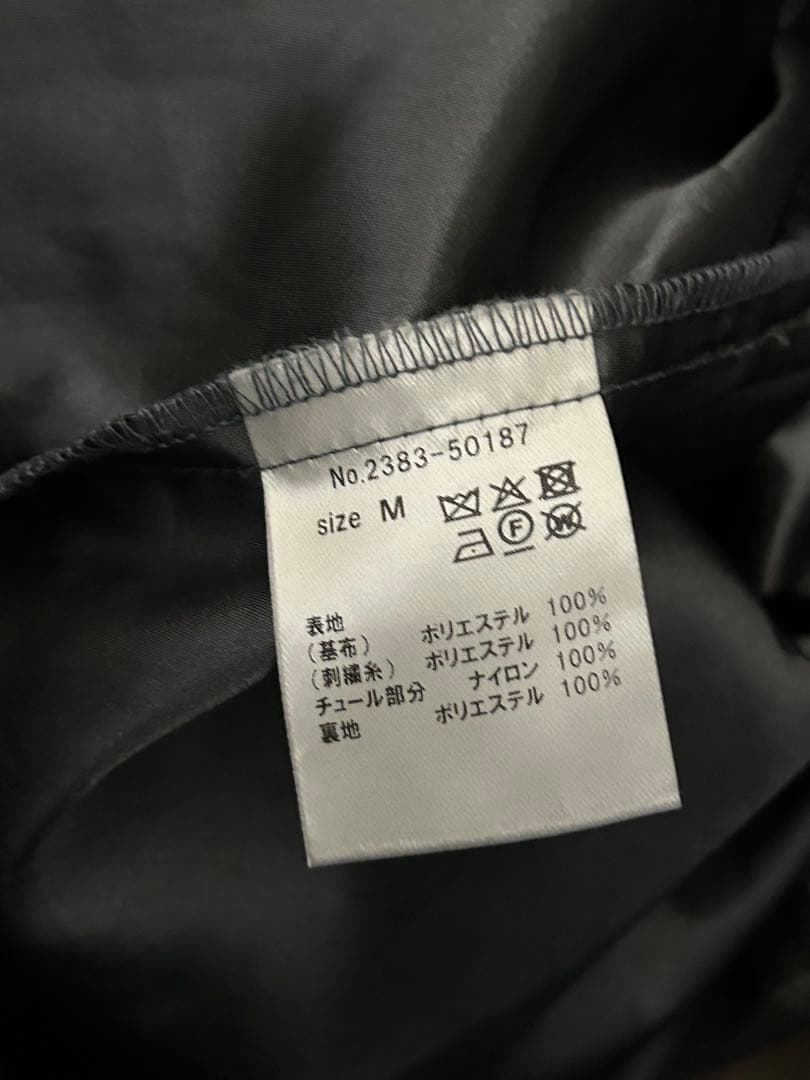 No.2383-50187
size M
F
W
表地
(基布) ポリエステル 100%
(刺繍糸) ポリエステル 100%
チュール部分 ナイロン 100%
裏地 ポリエステル 100%